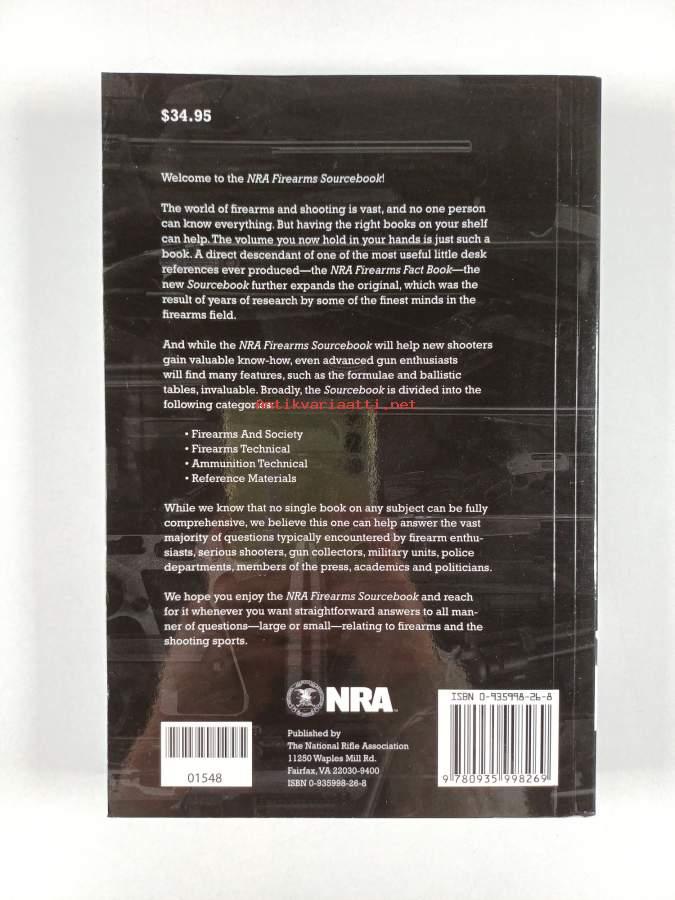 $34.95
Welcome to the NRA Firearms Sourcebook!
The world of firearms and shooting is vast, and no one person
can know everything. But having the right books on your shelf
can help. The volume you now hold in your hands is just such a
book. A direct descendant of one of the most useful little desk
references ever produced—the NRA Firearms Fact Book—the
new Sourcebook further expands the original, which was the
result of years of research by some of the finest minds in the
firearms field.
And while the NRA Firearms Sourcebook will help new shooters
gain valuable know-how, even advanced gun enthusiasts
will find many features, such as the formulae and ballistic
tables, invaluable. Broadly, the Sourcebook is divided into the
following categories:
Antikvariaatti.net
• Firearms And Society
• Firearms Technical
• Ammunition Technical
• Reference Materials
While we know that no single book on any subject can be fully
comprehensive, we believe this one can help answer the vast
majority of questions typically encountered by firearm enthu-
siasts, serious shooters, gun collectors, military units, police
departments, members of the press, academics and politicians.
We hope you enjoy the NRA Firearms Sourcebook and reach
for it whenever you want straightforward answers to all man-
ner of questions—large or small—relating to firearms and the
shooting sports.
NRA™
Published by
The National Rifle Association
11250 Waples Mill Rd.
Fairfax, VA 22030-9400
ISBN 0-935998-26-8
01548
ISBN 0-935998-26-8
9 780935 998269